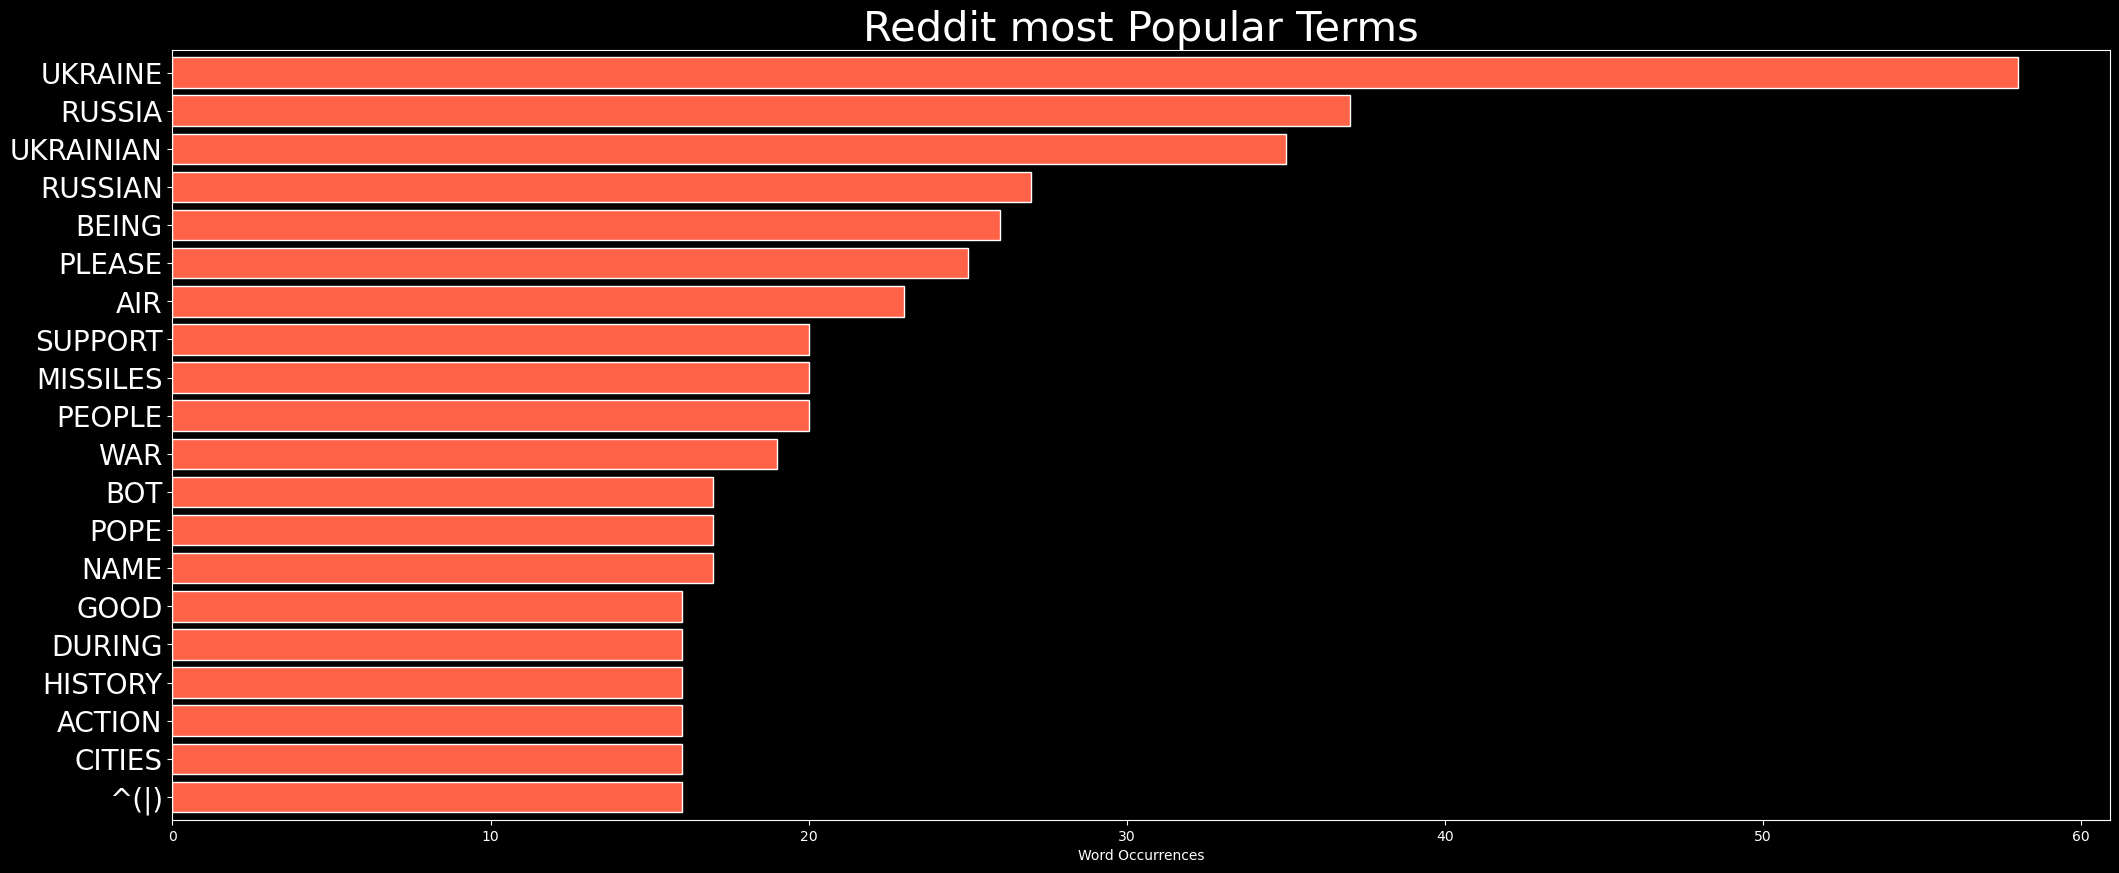 Reddit most Popular Terms
UKRAINE
RUSSIA
UKRAINIAN
RUSSIAN
BEING
PLEASE
AIR
SUPPORT
MISSILES
PEOPLE
WAR
BOT
POPE
NAME
GOOD
DURING
HISTORY
ACTION
CITIES
^(|)
0 10 20 30 40 50 60
Word Occurrences